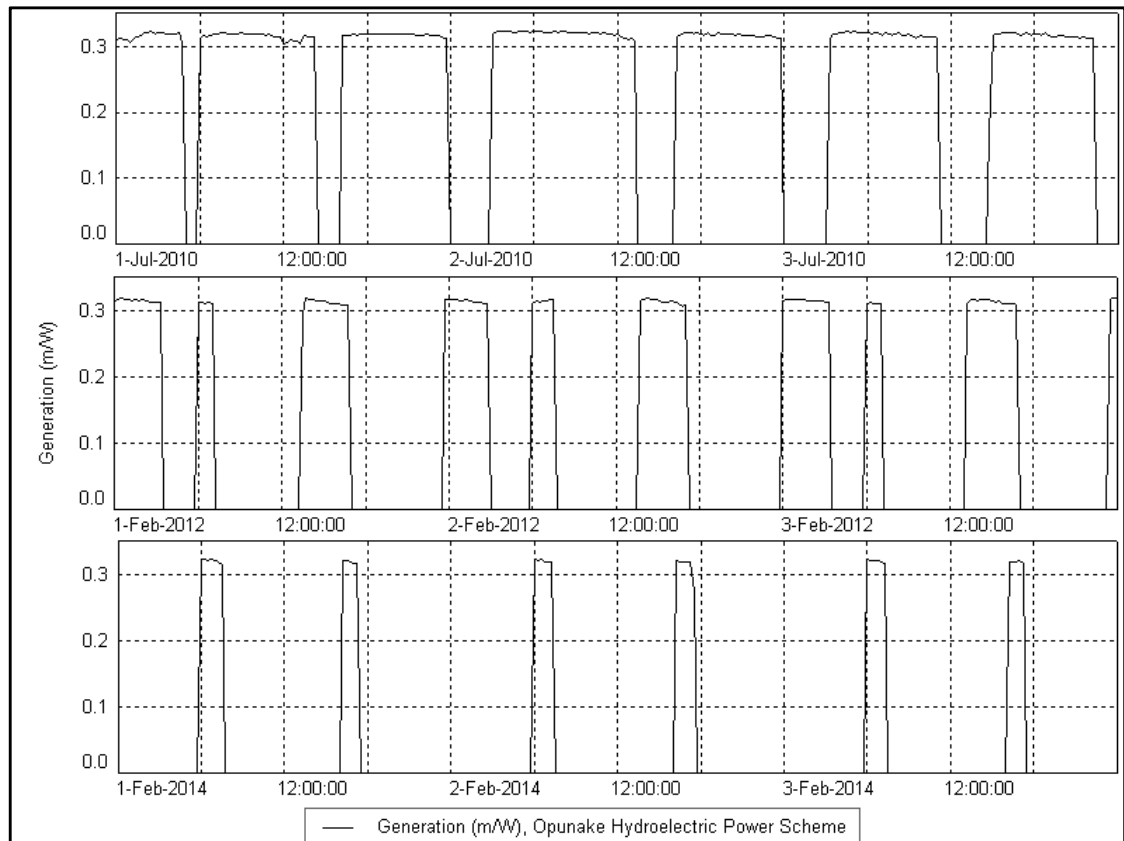 0.3
0.2
0.1
0.0
1-Jul-2010 12:00:00 2-Jul-2010 12:00:00 3-Jul-2010 12:00:00
Generation (m/W)
0.3
0.2
0.1
0.0
1-Feb-2012 12:00:00 2-Feb-2012 12:00:00 3-Feb-2012 12:00:00
0.3
0.2
0.1
0.0
1-Feb-2014 12:00:00 2-Feb-2014 12:00:00 3-Feb-2014 12:00:00
Generation (m/W), Opunake Hydroelectric Power Scheme